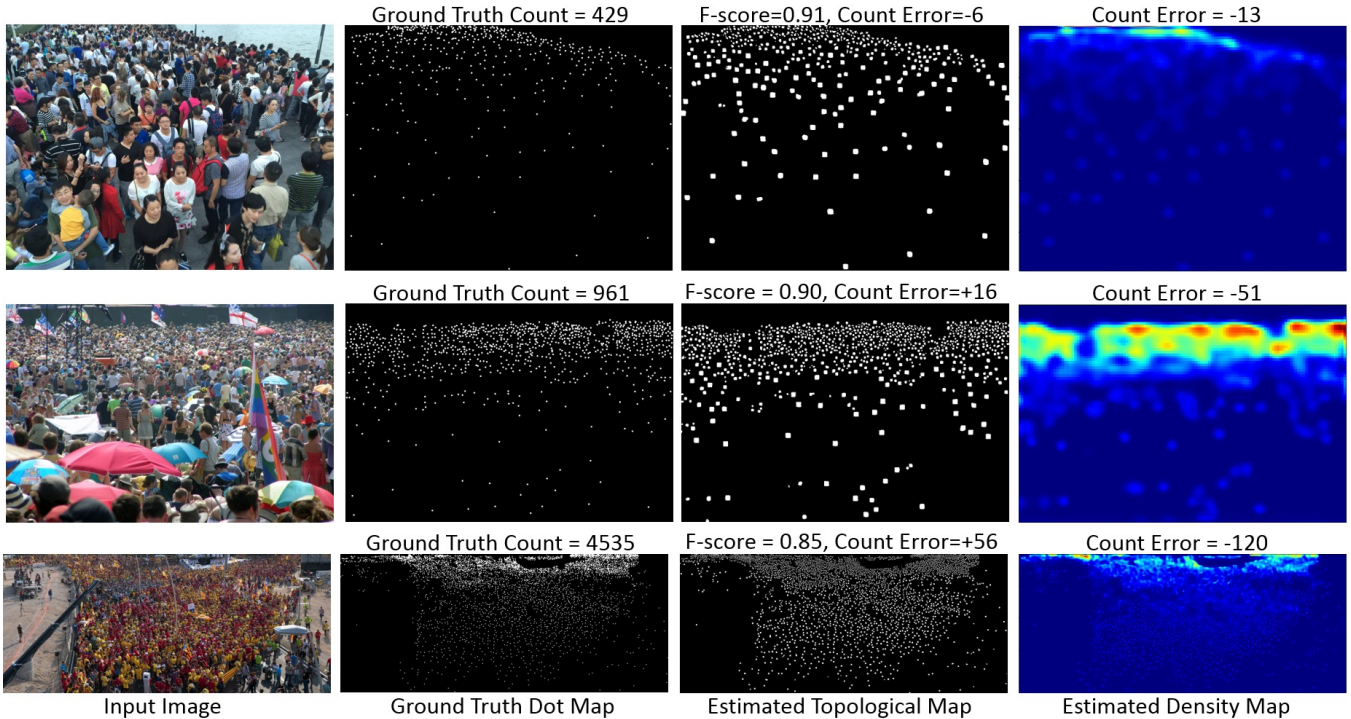 Ground Truth Count = 429
F-score=0.91, Count Error=-6
Count Error = -13
Ground Truth Count = 961
F-score = 0.90, Count Error=+16
Count Error = -51
Ground Truth Count = 4535
F-score = 0.85, Count Error=+56
Count Error = -120
Input Image
Ground Truth Dot Map
Estimated Topological Map
Estimated Density Map